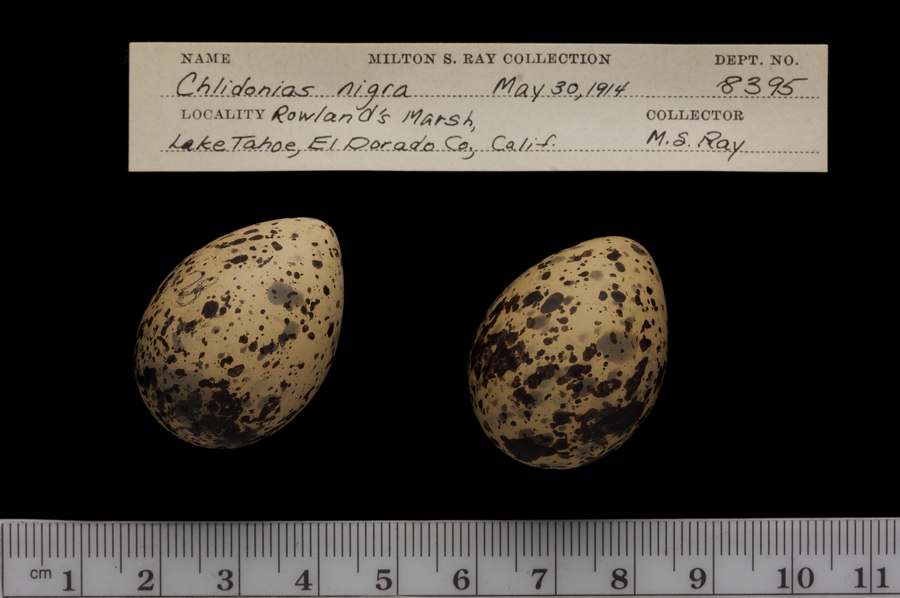 NAME MILTON S. RAY COLLECTION DEPT. NO.
Chlidonias nigra May 30, 1914 8395
LOCALITY Rowland's Marsh, COLLECTOR
Lake Tahoe, El Dorado Co., Calif. M.S. Ray
cm 1 2 3 4 5 6 7 8 9 10 11